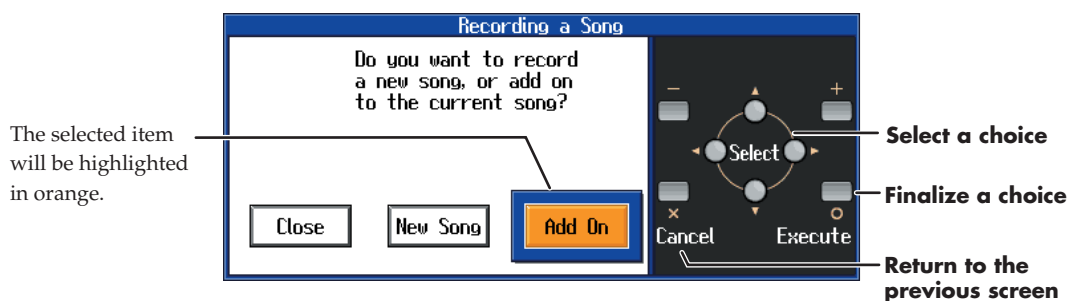 Recording a Song
Do you want to record
a new song, or add on
to the current song?
Close
New Song
Add On
− +
Select
× ○
Cancel Execute
The selected item
will be highlighted
in orange.
Select a choice
Finalize a choice
Return to the
previous screen